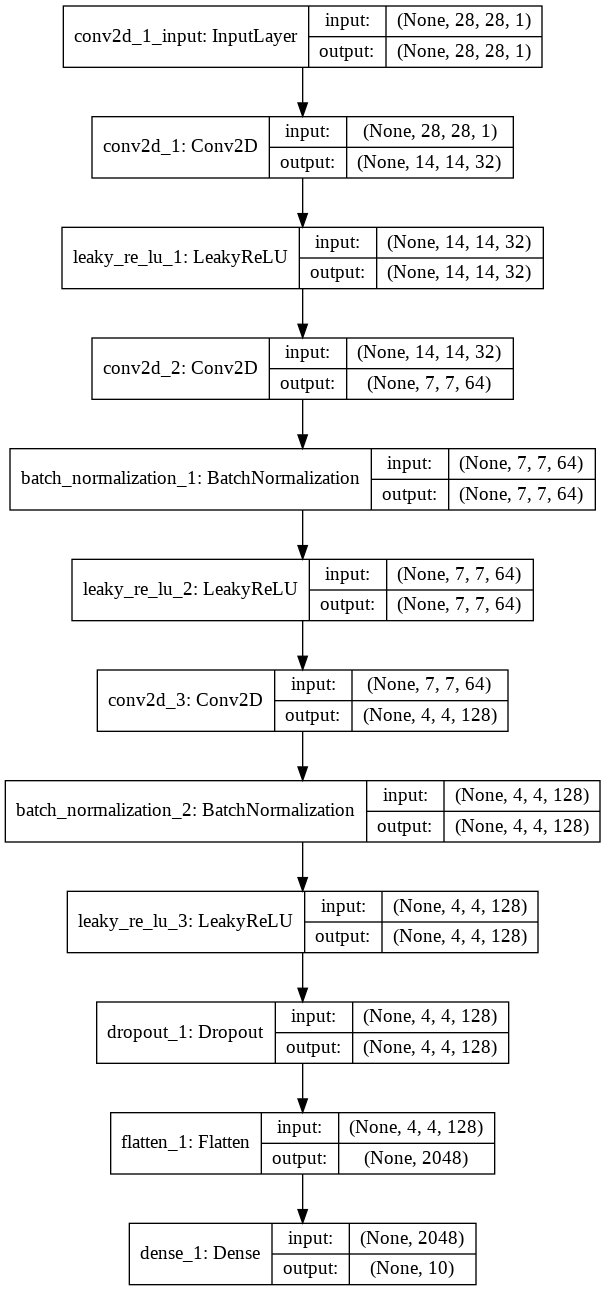 conv2d_1_input: InputLayer
input: (None, 28, 28, 1)
output: (None, 28, 28, 1)
conv2d_1: Conv2D
input: (None, 28, 28, 1)
output: (None, 14, 14, 32)
leaky_re_lu_1: LeakyReLU
input: (None, 14, 14, 32)
output: (None, 14, 14, 32)
conv2d_2: Conv2D
input: (None, 14, 14, 32)
output: (None, 7, 7, 64)
batch_normalization_1: BatchNormalization
input: (None, 7, 7, 64)
output: (None, 7, 7, 64)
leaky_re_lu_2: LeakyReLU
input: (None, 7, 7, 64)
output: (None, 7, 7, 64)
conv2d_3: Conv2D
input: (None, 7, 7, 64)
output: (None, 4, 4, 128)
batch_normalization_2: BatchNormalization
input: (None, 4, 4, 128)
output: (None, 4, 4, 128)
leaky_re_lu_3: LeakyReLU
input: (None, 4, 4, 128)
output: (None, 4, 4, 128)
dropout_1: Dropout
input: (None, 4, 4, 128)
output: (None, 4, 4, 128)
flatten_1: Flatten
input: (None, 4, 4, 128)
output: (None, 2048)
dense_1: Dense
input: (None, 2048)
output: (None, 10)